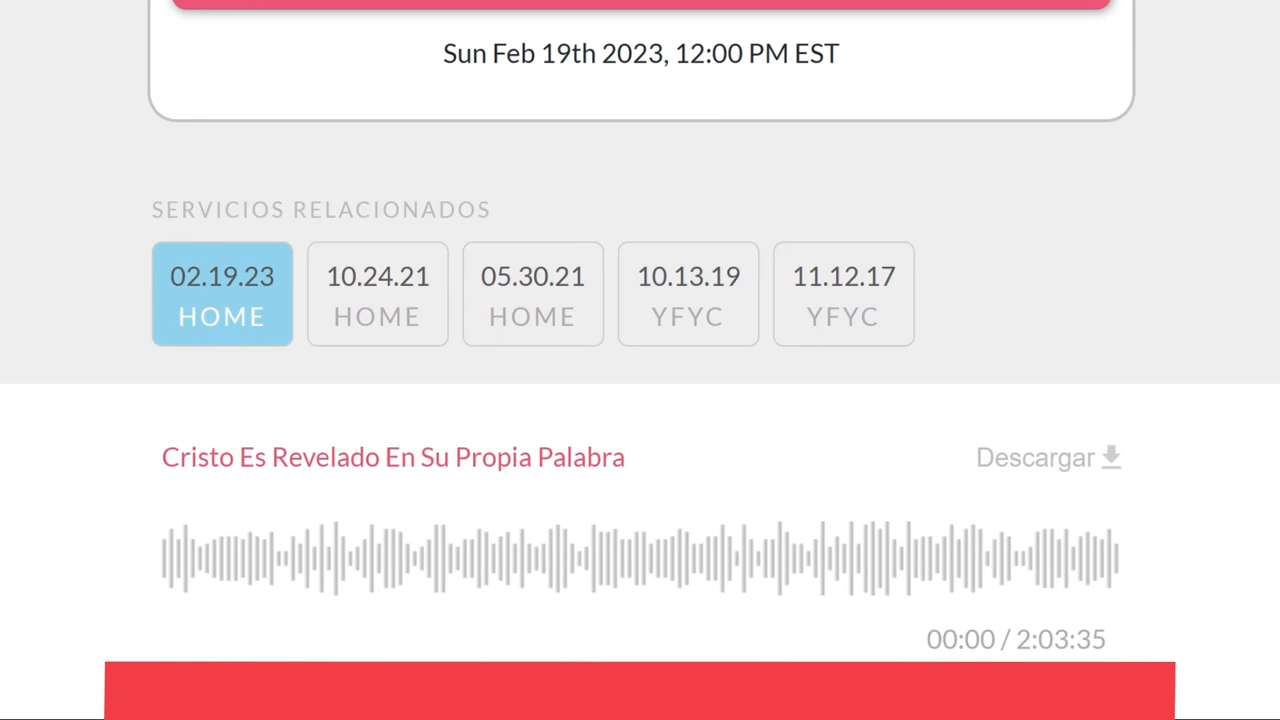 Sun Feb 19th 2023, 12:00 PM EST
SERVICIOS RELACIONADOS
02.19.23 10.24.21 05.30.21 10.13.19 11.12.17
HOME HOME HOME YFYC YFYC
Cristo Es Revelado En Su Propia Palabra Descargar
00:00 / 2:03:35